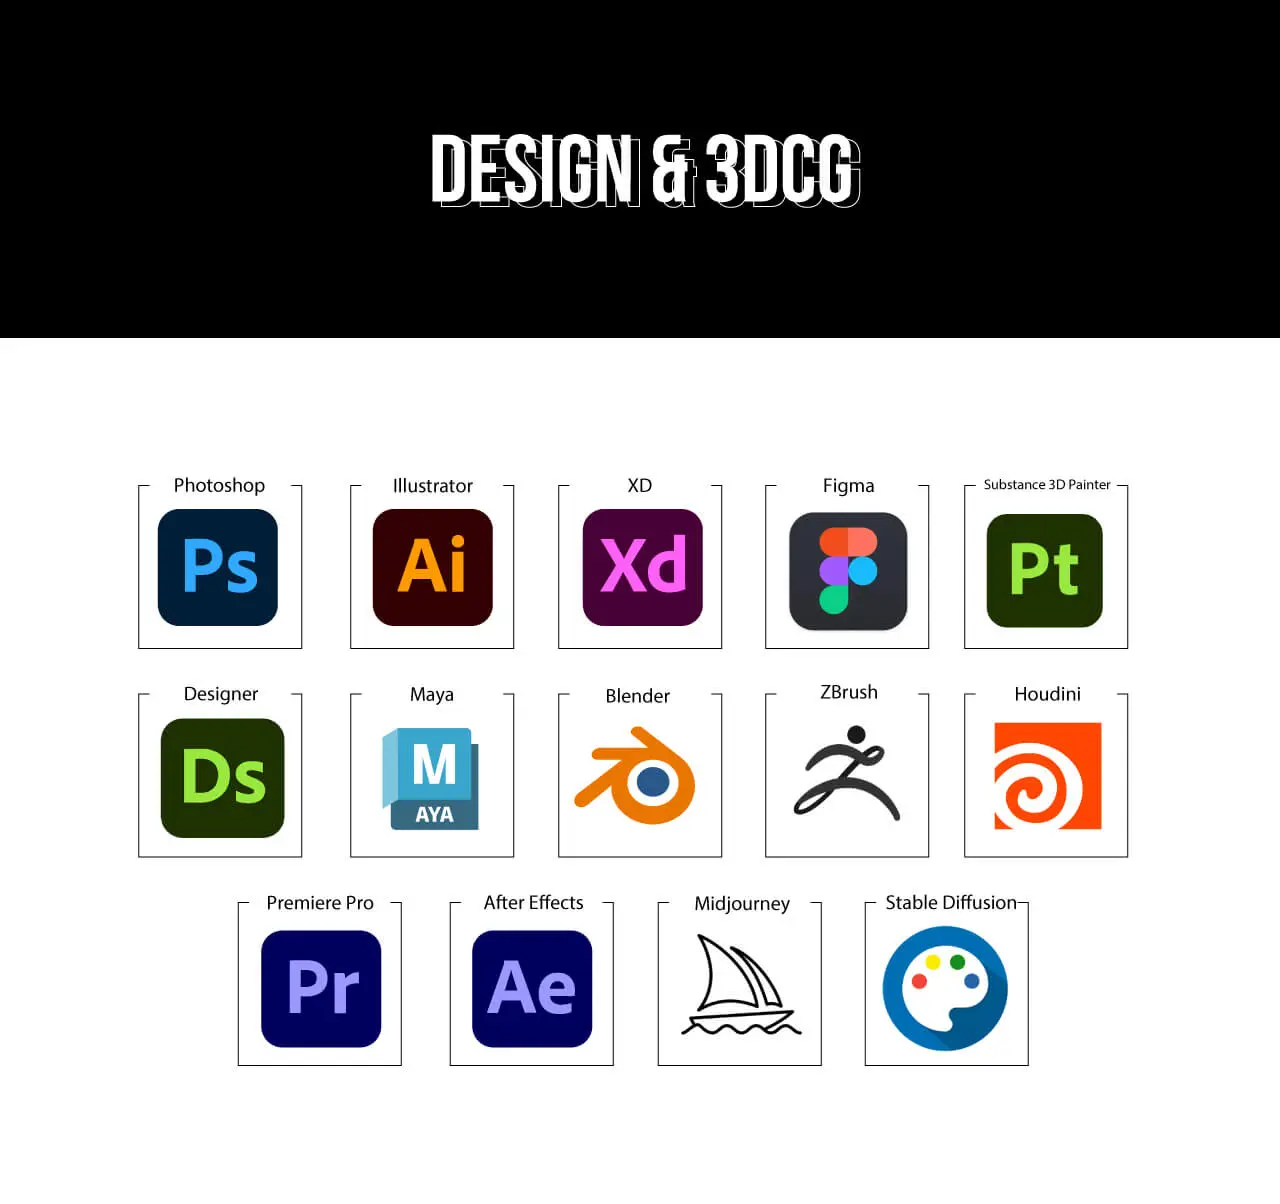 DESIGN & 3DCG
Photoshop
Illustrator
XD
Figma
Substance 3D Painter
Ps
Ai
Xd
Pt
Designer
Maya
Blender
ZBrush
Houdini
Ds
M
AYA
Premiere Pro
After Effects
Midjourney
Stable Diffusion
Pr
Ae